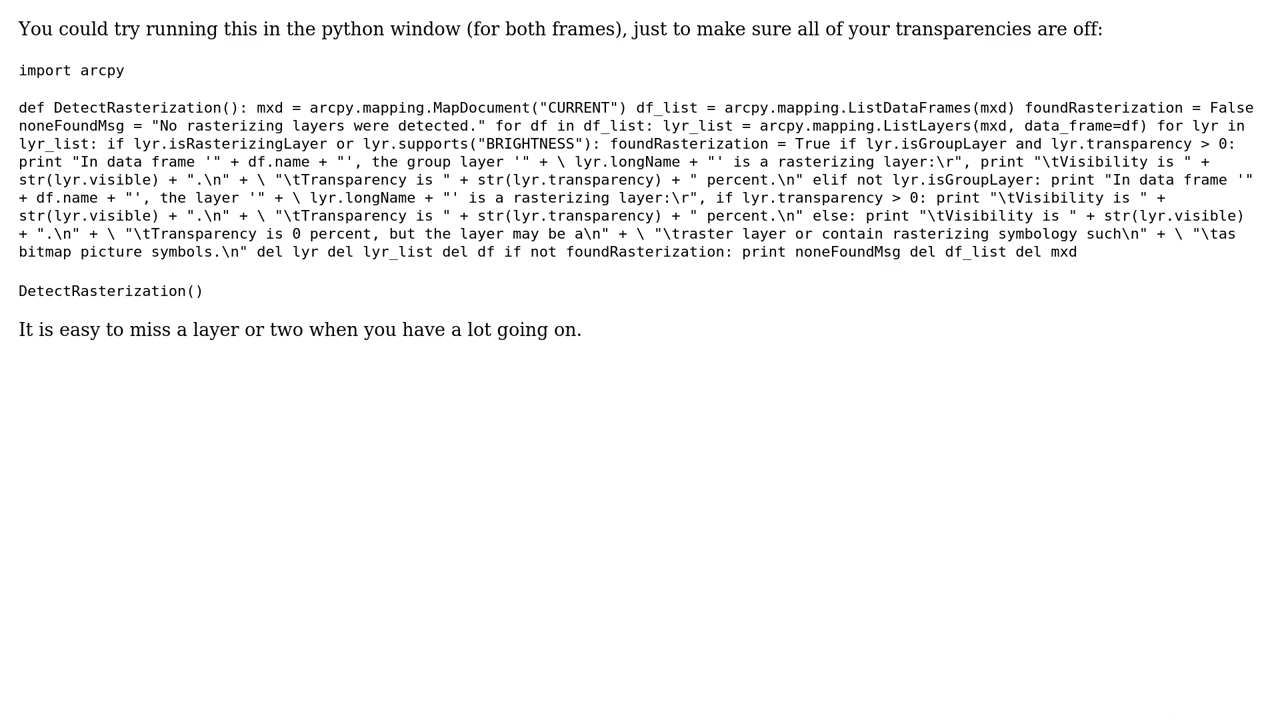 You could try running this in the python window (for both frames), just to make sure all of your transparencies are off:
import arcpy
def DetectRasterization(): mxd = arcpy.mapping.MapDocument("CURRENT") df_list = arcpy.mapping.ListDataFrames(mxd) foundRasterization = False
noneFoundMsg = "No rasterizing layers were detected." for df in df_list: lyr_list = arcpy.mapping.ListLayers(mxd, data_frame=df) for lyr in
lyr_list: if lyr.isRasterizingLayer or lyr.supports("BRIGHTNESS"): foundRasterization = True if lyr.isGroupLayer and lyr.transparency > 0:
print "In data frame '" + df.name + "', the group layer '" + \ lyr.longName + "' is a rasterizing layer:\r", print "\tVisibility is " +
str(lyr.visible) + ".\n" + \ "\tTransparency is " + str(lyr.transparency) + " percent.\n" elif not lyr.isGroupLayer: print "In data frame '"
+ df.name + "', the layer '" + \ lyr.longName + "' is a rasterizing layer:\r", if lyr.transparency > 0: print "\tVisibility is " +
str(lyr.visible) + ".\n" + \ "\tTransparency is " + str(lyr.transparency) + " percent.\n" else: print "\tVisibility is " + str(lyr.visible)
+ ".\n" + \ "\tTransparency is 0 percent, but the layer may be a\n" + \ "\traster layer or contain rasterizing symbology such\n" + \ "\tas
bitmap picture symbols.\n" del lyr del lyr_list del df if not foundRasterization: print noneFoundMsg del df_list del mxd
DetectRasterization()
It is easy to miss a layer or two when you have a lot going on.